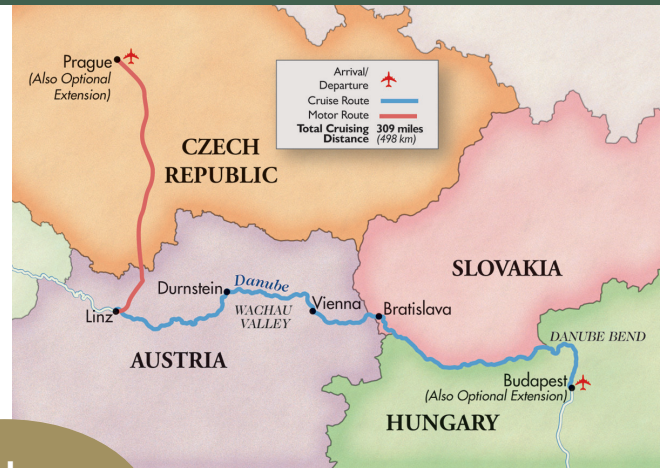 Prague
(Also Optional
Extension)
Arrival/
Departure
Cruise Route
Motor Route
Total Cruising 309 miles
Distance (498 km)
CZECH
REPUBLIC
SLOVAKIA
Durnstein
Danube
WACHAU
VALLEY
Vienna
Bratislava
Linz
AUSTRIA
DANUBE BEND
Budapest
(Also Optional Extension)
HUNGARY